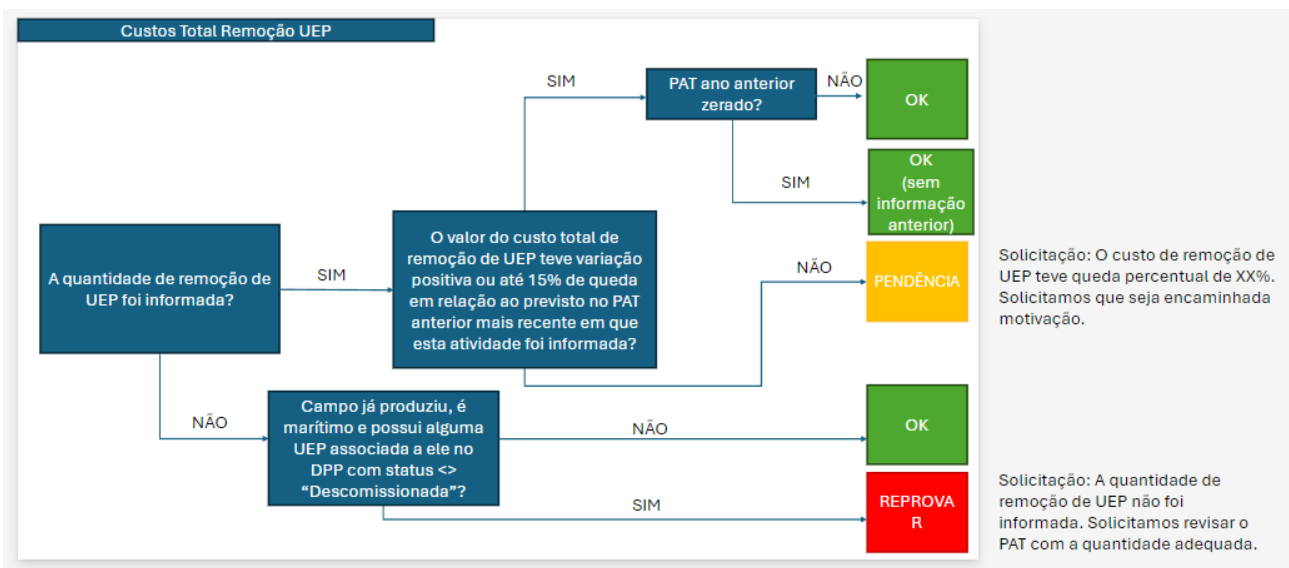 Custos Total Remoção UEP
SIM
PAT ano anterior
zerado?
NÃO
OK
SIM
OK
(sem
informação
anterior)
A quantidade de remoção de
UEP foi informada?
SIM
O valor do custo total de
remoção de UEP teve variação
positiva ou até 15% de queda
em relação ao previsto no PAT
anterior mais recente em que
esta atividade foi informada?
NÃO
PENDÊNCIA
Solicitação: O custo de remoção de
UEP teve queda percentual de XX%.
Solicitamos que seja encaminhada
motivação.
NÃO
Campo já produziu, é
marítimo e possui alguma
UEP associada a ele no
DPP com status <>
“Descomissionada”?
NÃO
OK
SIM
REPROVA
R
Solicitação: A quantidade de
remoção de UEP não foi
informada. Solicitamos revisar o
PAT com a quantidade adequada.